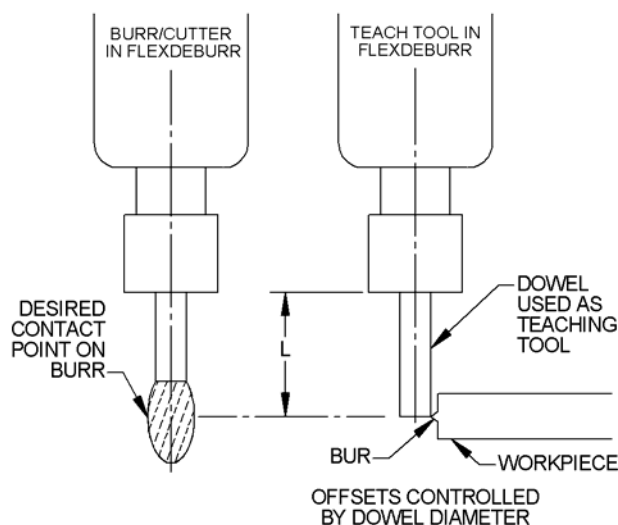 BURR/CUTTER
IN FLEXDEBURR
TEACH TOOL IN
FLEXDEBURR
DESIRED
CONTACT
POINT ON
BURR
L
DOWEL
USED AS
TEACHING
TOOL
BUR
WORKPIECE
OFFSETS CONTROLLED
BY DOWEL DIAMETER